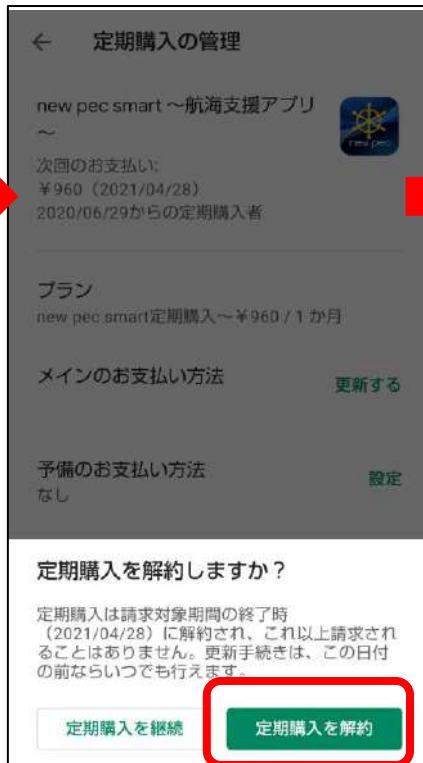 ← 定期購入の管理
new pec smart ～航海支援アプリ
～
new pec
次回のお支払い:
￥960（2021/04/28）
2020/06/29からの定期購入者
プラン
new pec smart定期購入～￥960 / 1 か月
メインのお支払い方法
更新する
予備のお支払い方法
設定
なし
定期購入を解約しますか？
定期購入は請求対象期間の終了時
（2021/04/28）に解約され、これ以上請求され
ることはありません。更新手続きは、この日付
の前ならいつでも行えます。
定期購入を継続
定期購入を解約